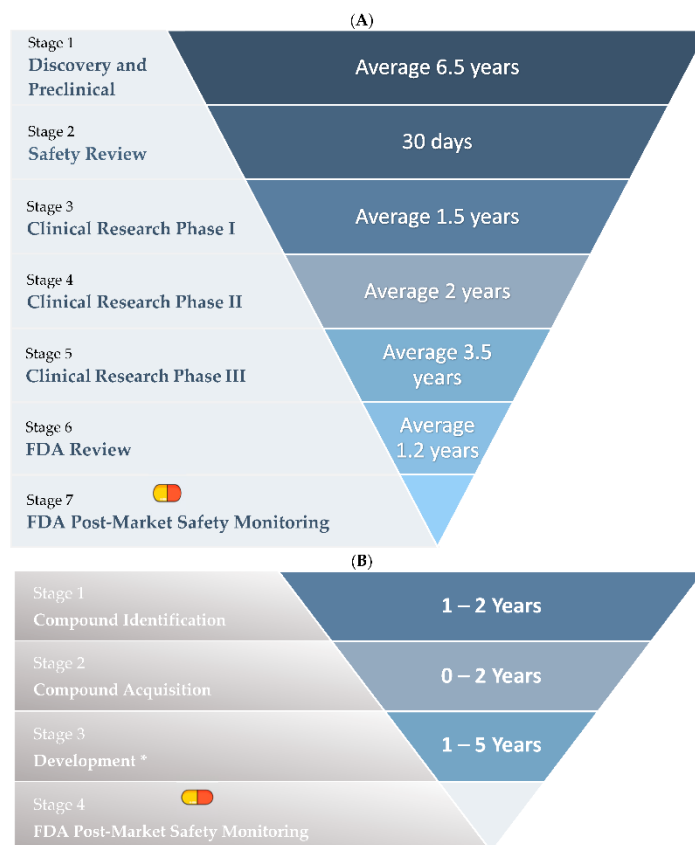 (A)
Stage 1
Discovery and
Preclinical
Average 6.5 years
Stage 2
Safety Review
30 days
Stage 3
Clinical Research Phase I
Average 1.5 years
Stage 4
Clinical Research Phase II
Average 2 years
Stage 5
Clinical Research Phase III
Average 3.5
years
Stage 6
FDA Review
Average
1.2 years
Stage 7
FDA Post-Market Safety Monitoring
(B)
Stage 1
Compound Identification
1 – 2 Years
Stage 2
Compound Acquisition
0 – 2 Years
Stage 3
Development *
1 – 5 Years
Stage 4
FDA Post-Market Safety Monitoring